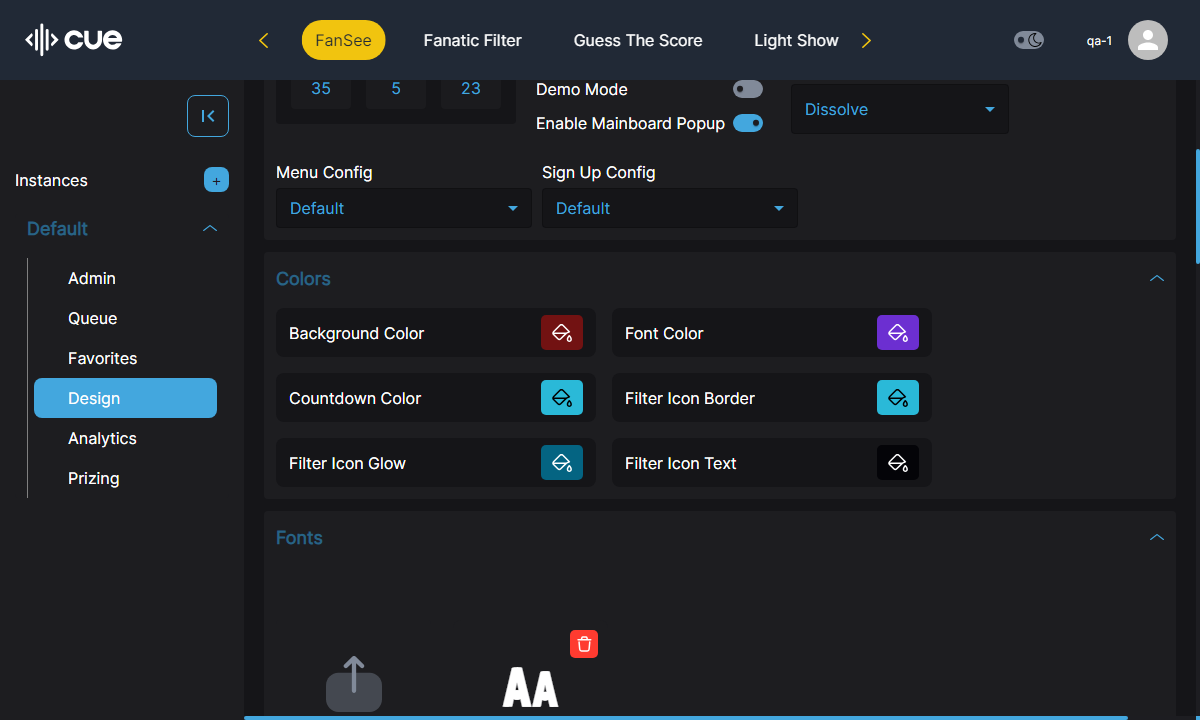 cue
FanSee
Fanatic Filter
Guess The Score
Light Show
qa-1
Instances
+
Default
Admin
Queue
Favorites
Design
Analytics
Prizing
35
5
23
Demo Mode
Enable Mainboard Popup
Dissolve
Menu Config
Sign Up Config
Default
Default
Colors
Background Color
Font Color
Countdown Color
Filter Icon Border
Filter Icon Glow
Filter Icon Text
Fonts
AA